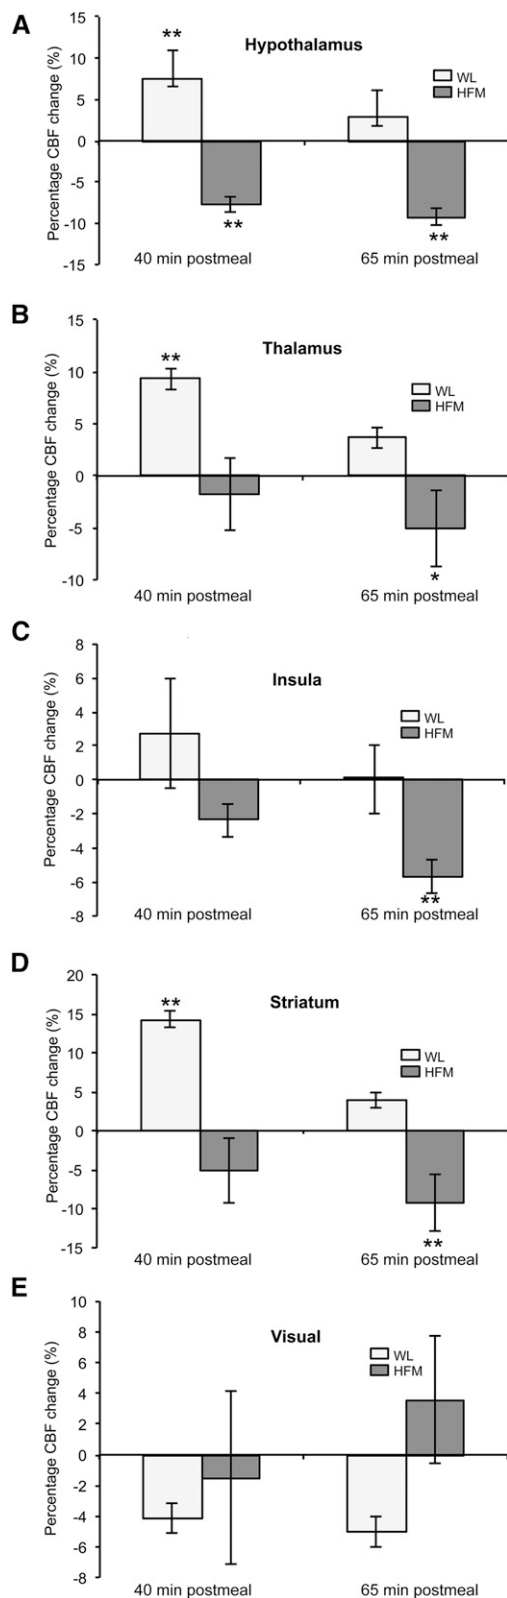 A
Hypothalamus
Percentage CBF change (%)
15
10
5
0
-5
-10
-15
**
**
**
WL
HFM
40 min postmeal 65 min postmeal
B
Thalamus
Percentage CBF change (%)
15
10
5
0
-5
-10
**
*
WL
HFM
40 min postmeal 65 min postmeal
C
Insula
Percentage CBF change (%)
8
6
4
2
0
-2
-4
-6
-8
**
WL
HFM
40 min postmeal 65 min postmeal
D
Striatum
Percentage CBF change (%)
20
15
10
5
0
-5
-10
-15
**
**
WL
HFM
40 min postmeal 65 min postmeal
E
Visual
Percentage CBF change (%)
10
8
6
4
2
0
-2
-4
-6
-8
WL
HFM
40 min postmeal 65 min postmeal